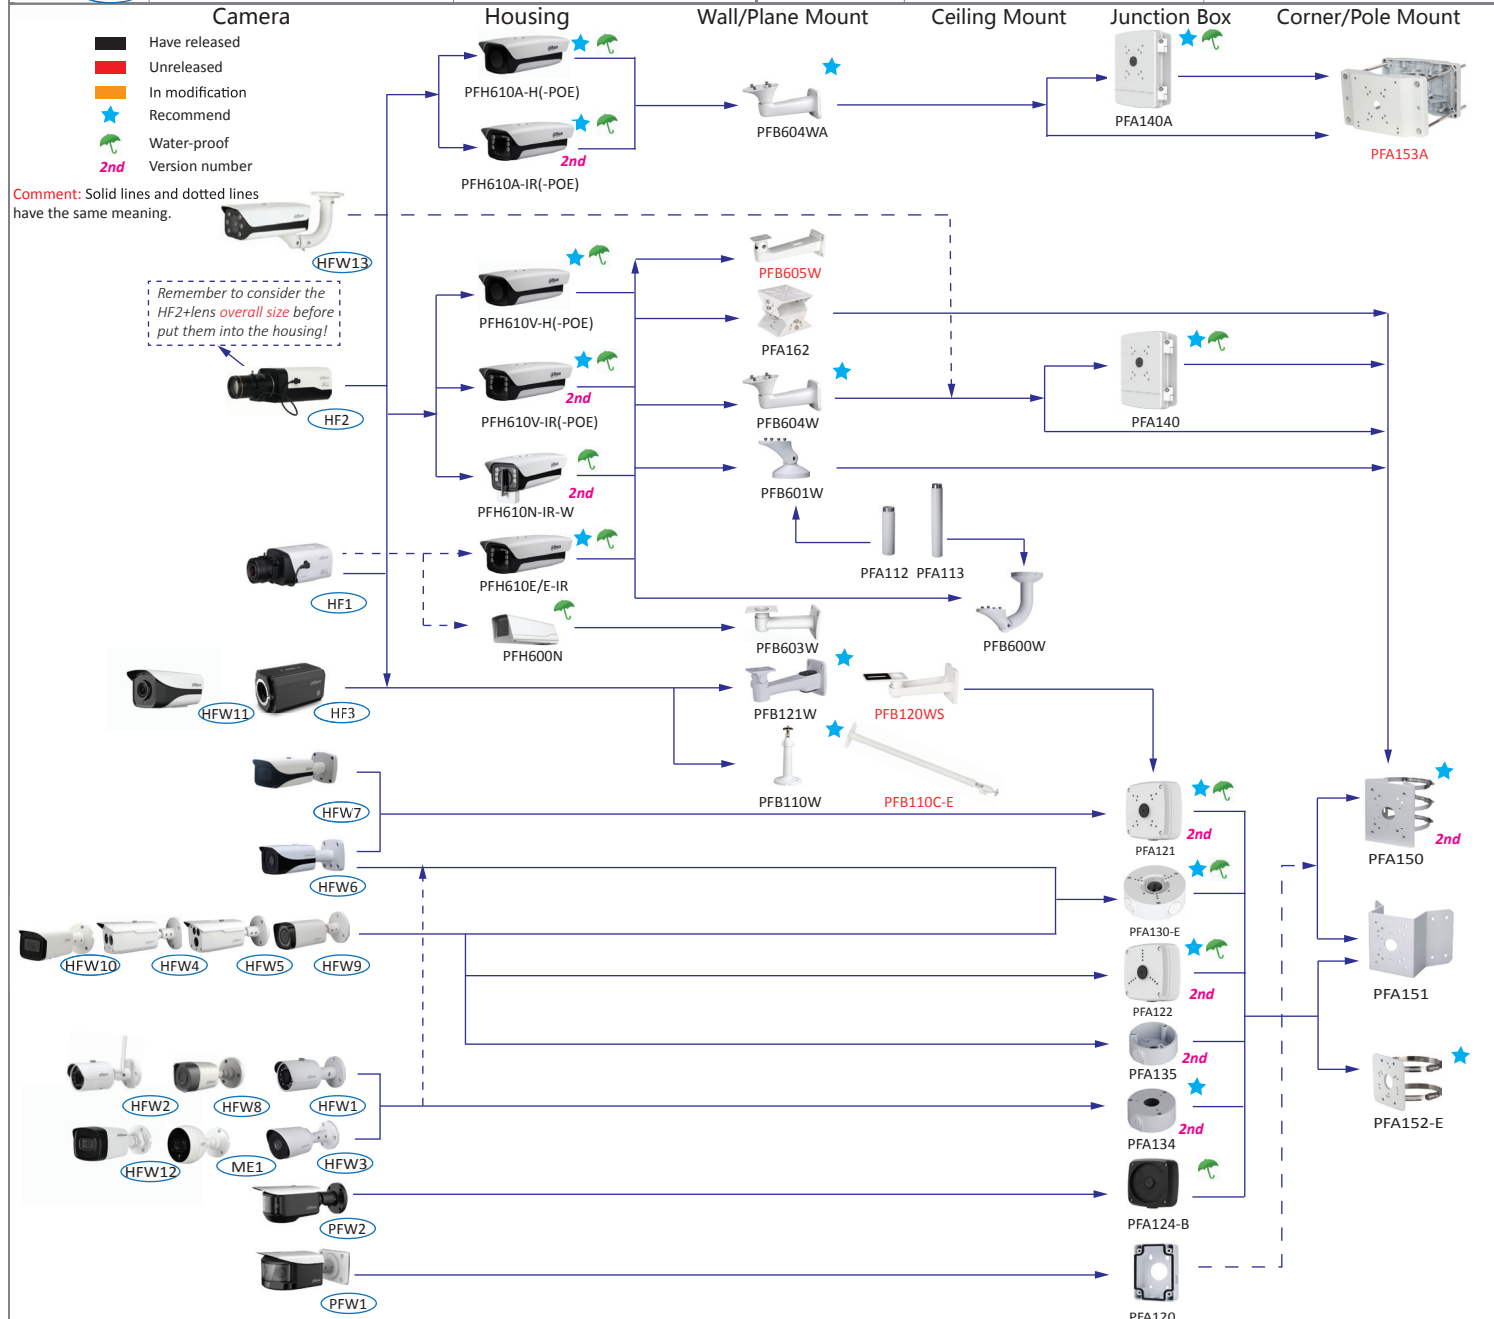 Camera
Housing
Wall/Plane Mount
Ceiling Mount
Junction Box
Corner/Pole Mount
Have released
Unreleased
In modification
Recommend
Water-proof
2nd Version number
Comment: Solid lines and dotted lines
have the same meaning.
PFH610A-H(-POE)
2nd
PFH610A-IR(-POE)
PFB604WA
PFA140A
PFA153A
HFW13
Remember to consider the
HF2+lens overall size before
put them into the housing!
HF2
PFH610V-H(-POE)
2nd
PFH610V-IR(-POE)
2nd
PFH610N-IR-W
PFB605W
PFA162
PFB604W
PFB601W
PFA140
HF1
PFH610E/E-IR
PFH600N
PFA112
PFA113
PFB600W
PFB603W
HFW11
HF3
PFB121W
PFB120WS
PFB110W
PFB110C-E
HFW7
2nd
PFA121
2nd
PFA150
HFW6
PFA130-E
HFW10
HFW4
HFW5
HFW9
2nd
PFA122
PFA151
2nd
PFA135
HFW2
HFW8
HFW1
2nd
PFA134
PFA152-E
HFW12
ME1
HFW3
PFW2
PFA124-B
PFW1
PFA120